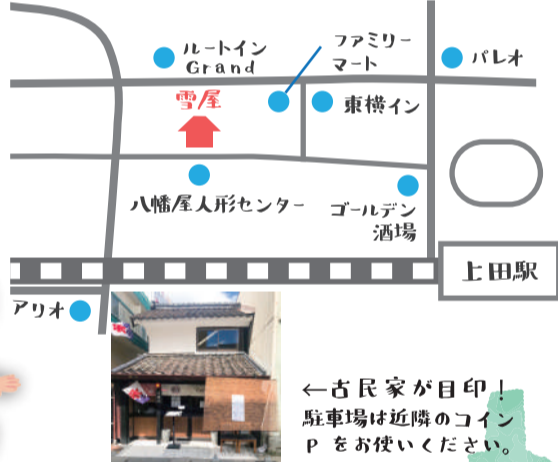 ルートイン
Grand
ファミリー
マート
パレオ
雪屋
東横イン
八幡屋人形センター
ゴールデン
酒場
上田駅
アリオ
←古民家が目印!
駐車場は近隣のコイン
P をお使いください。